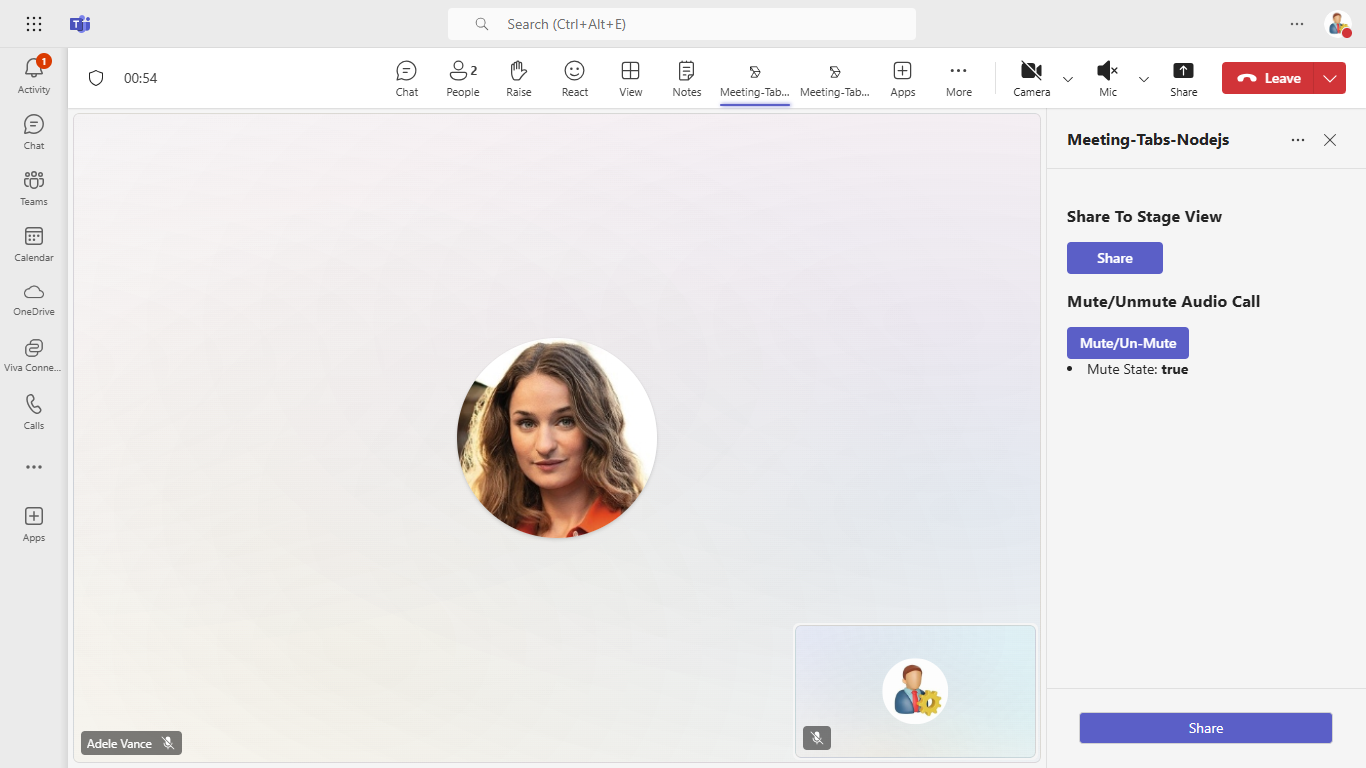 Search (Ctrl+Alt+E)
1
Activity
Chat
Teams
Calendar
OneDrive
Viva Conne...
Calls
Apps
00:54
Chat
2
People
Raise
React
View
Notes
Meeting-Tab...
Meeting-Tab...
Apps
More
Camera
Mic
Share
Leave
Adele Vance
Meeting-Tabs-Nodejs
Share To Stage View
Share
Mute/Unmute Audio Call
Mute/Un-Mute
• Mute State: true
Share